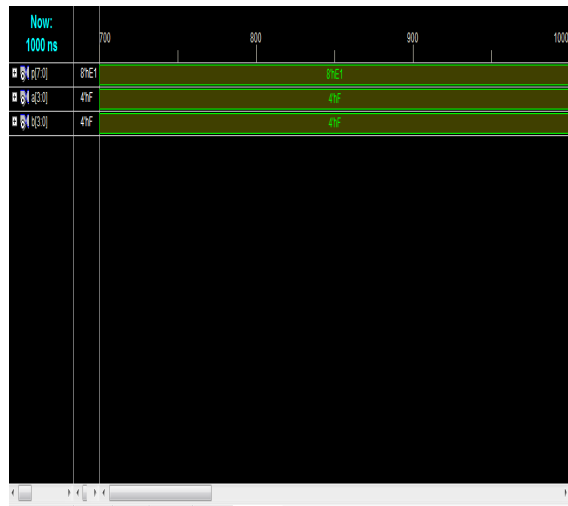 Now:
1000 ns
700 800 900 1000
p[7:0] 8'hE1 8'hE1
a[3:0] 4'hF 4'hF
b[3:0] 4'hF 4'hF